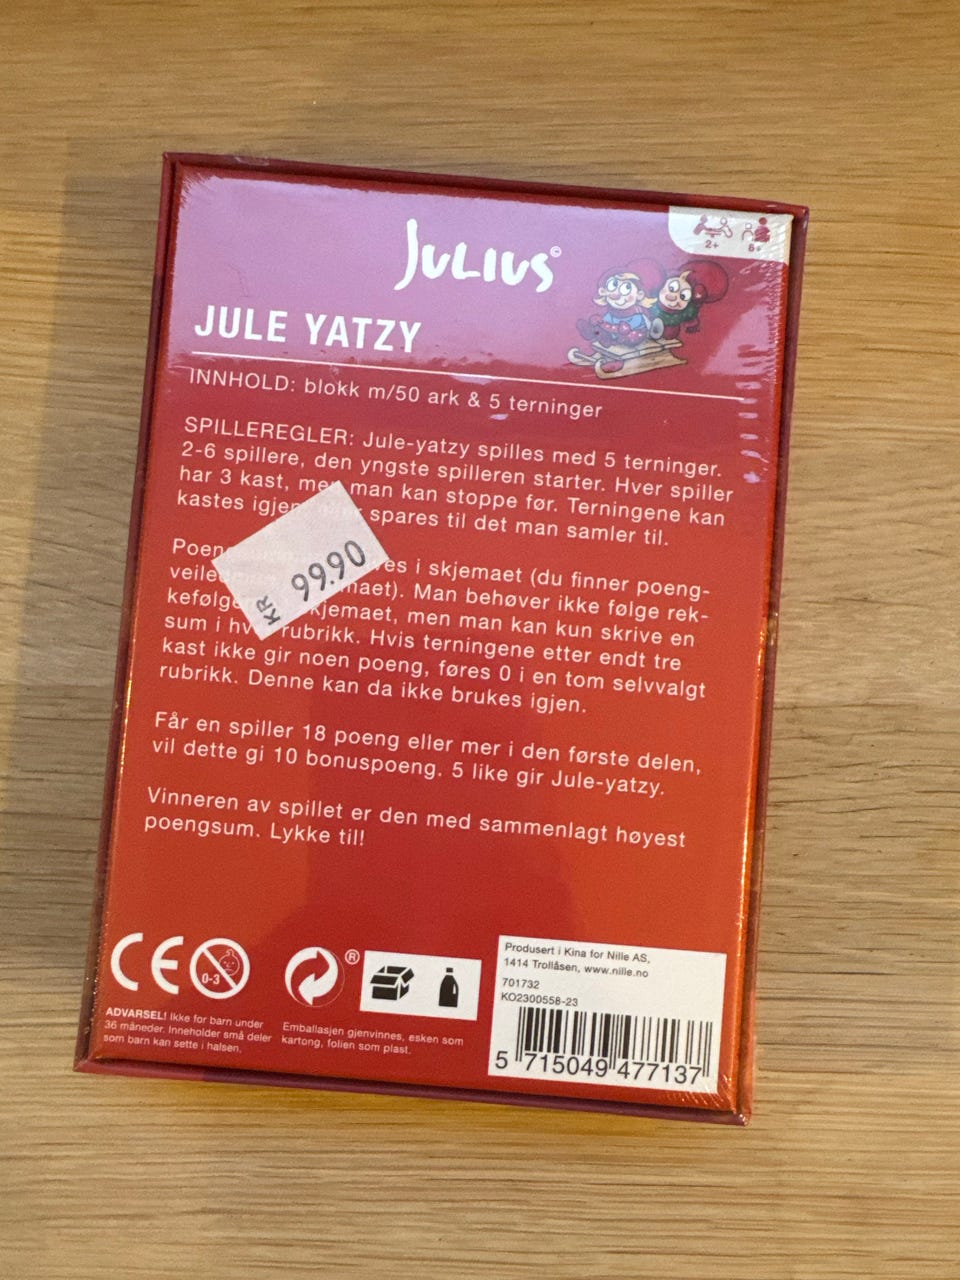 JULIUS©
2+ 6+
JULE YATZY
INNHOLD: blokk m/50 ark & 5 terninger
SPILLEREGLER: Jule-yatzy spilles med 5 terninger.
2-6 spillere, den yngste spilleren starter. Hver spiller
har 3 kast, men man kan stoppe før. Terningene kan
kastes igjen spares til det man samler til.
i skjemaet (du finner poeng-
Man behøver ikke følge rek-
skjemaet, men man kan kun skrive en
sum i rubrikk. Hvis terningene etter endt tre
kast ikke gir noen poeng, føres 0 i en tom selvvalgt
rubrikk. Denne kan da ikke brukes igjen.
KR 99.90
Får en spiller 18 poeng eller mer i den første delen,
vil dette gi 10 bonuspoeng. 5 like gir Jule-yatzy.
Vinneren av spillet er den med sammenlagt høyest
poengsum. Lykke til!
CE
0-3
®
ADVARSEL! Ikke for barn under
36 måneder. Inneholder små deler
som barn kan sette i halsen.
Emballasjen gjenvinnes, esken som
kartong, folien som plast.
Produsert i Kina for Nille AS,
1414 Trollåsen, www.nille.no
701732
KO2300558-23
5 715049 477137